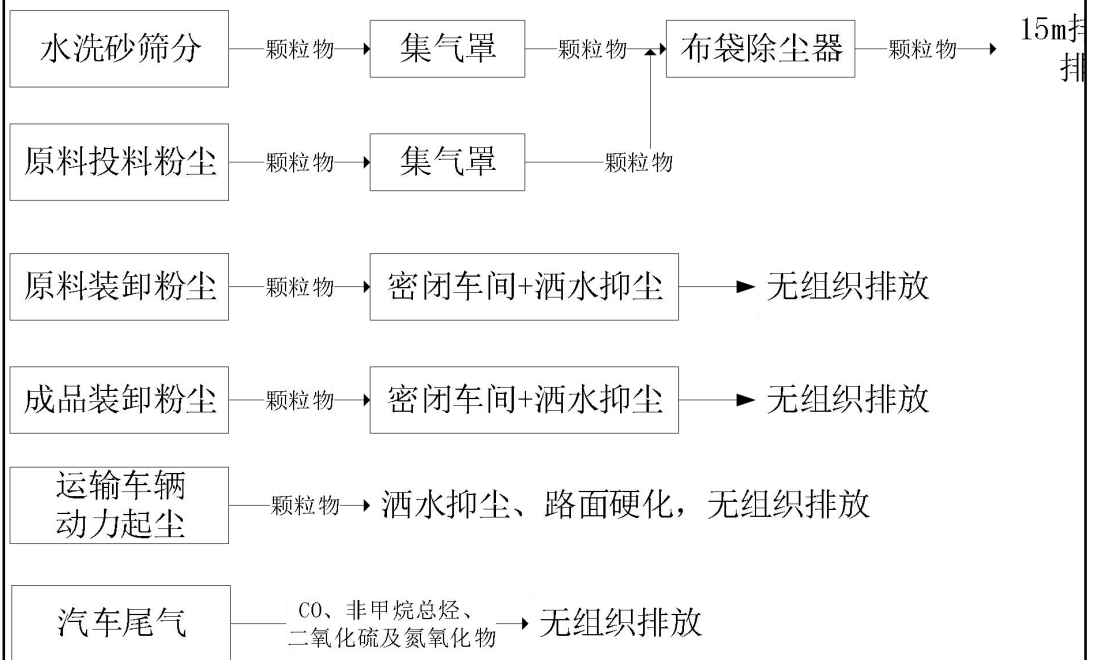 水洗砂筛分 颗粒物 集气罩 颗粒物 布袋除尘器 颗粒物 15m
排
原料投料粉尘 颗粒物 集气罩 颗粒物
原料装卸粉尘 颗粒物 密闭车间+洒水抑尘 无组织排放
成品装卸粉尘 颗粒物 密闭车间+洒水抑尘 无组织排放
运输车辆
动力起尘
颗粒物 洒水抑尘、路面硬化，无组织排放
汽车尾气
CO、非甲烷总烃、
二氧化硫及氮氧化物
无组织排放